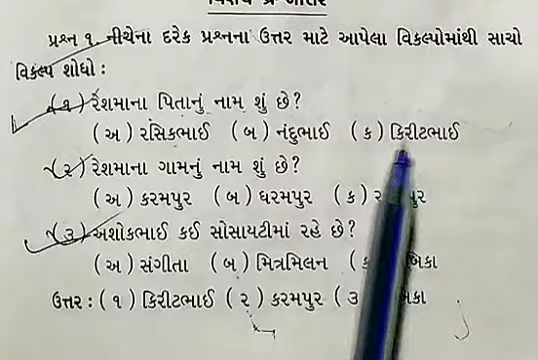 પ્રશ્ન ૧. નીચેના દરેક પ્રશ્નના ઉત્તર માટે આપેલા વિકલ્પોમાંથી સાચો
વિકલ્પ શોધો :
(૧) રેશમાના પિતાનું નામ શું છે?
(અ) રસિકભાઈ (બ) નંદુભાઈ (ક) કિરીટભાઈ
(૨) રેશમાના ગામનું નામ શું છે?
(અ) કરમપુર (બ) ધરમપુર (ક)
(૩) અશોકભાઈ કઈ સોસાયટીમાં રહે છે?
(અ) સંગીતા (બ) મિત્રમિલન
ઉત્તર : (૧) કિરીટભાઈ (૨) કરમપુર (૩